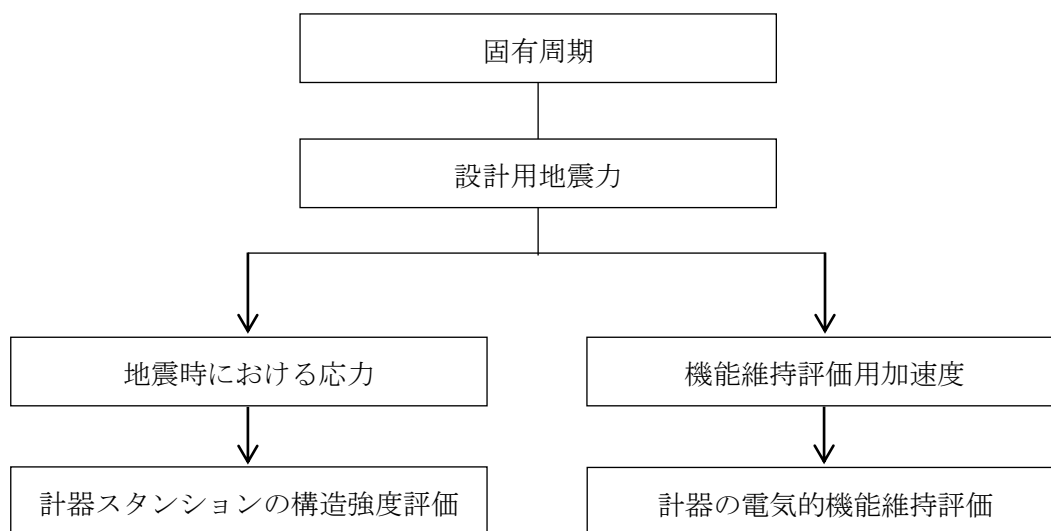 固有周期
設計用地震力
地震時における応力
機能維持評価用加速度
計器スタンションの構造強度評価
計器の電気的機能維持評価